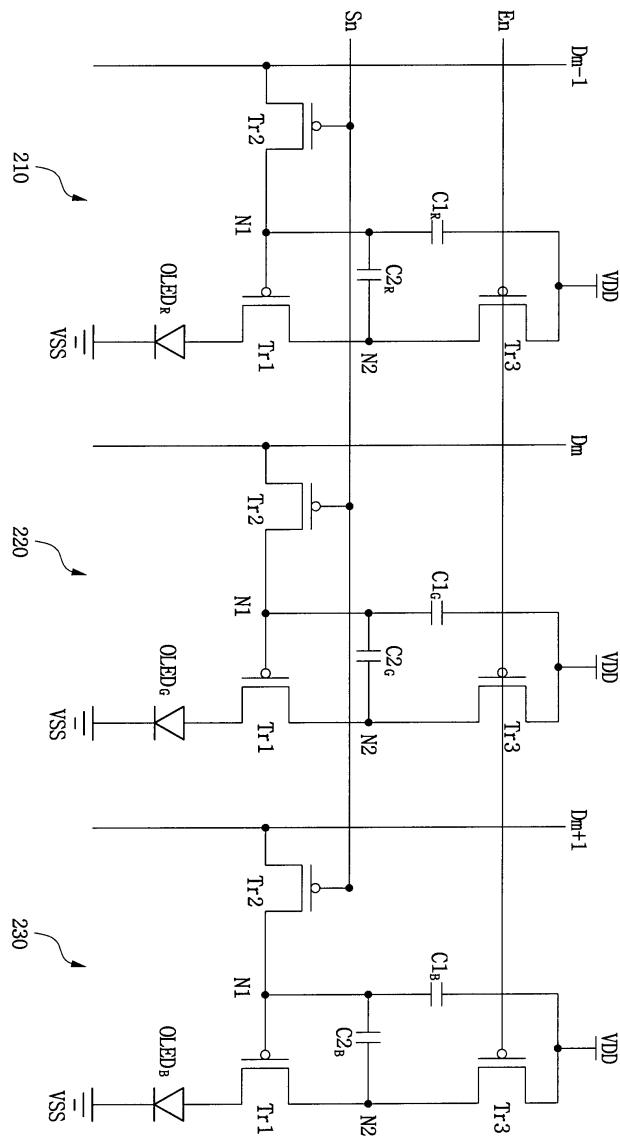 Sn
En
Dm-1
Tr2
210
C1R
VDD
N1
C2R
OLEDR
Tr3
Tr1
N2
VSS
Dm
Tr2
220
C1G
VDD
N1
C2G
OLEDG
Tr3
Tr1
N2
VSS
Dm+1
Tr2
230
C1B
VDD
N1
C2B
OLEDB
Tr3
Tr1
N2
VSS